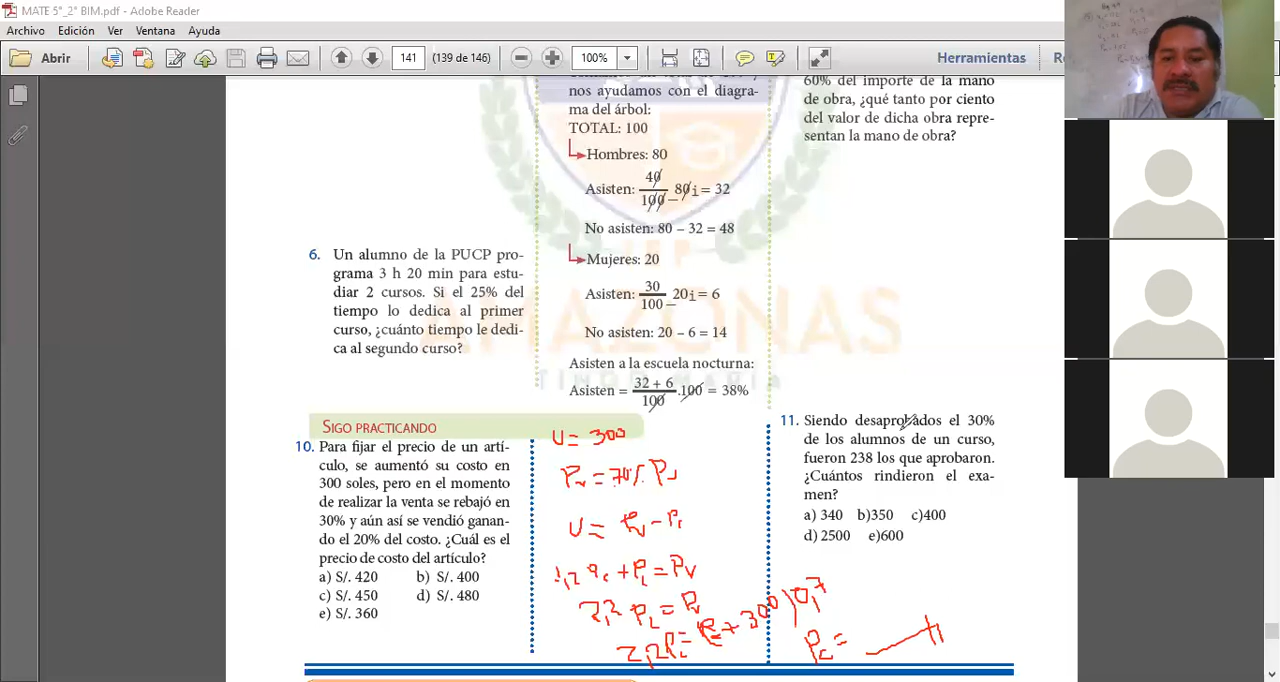 MATE 5°_2° BIM.pdf - Adobe Reader
Archivo Edición Ver Ventana Ayuda
Abrir 141 (139 de 146) 100% Herramientas
nos ayudamos con el diagra-
ma del árbol:
TOTAL: 100
Hombres: 80
Asisten: 40/100 80 = 32
No asisten: 80 – 32 = 48
Mujeres: 20
Asisten: 30/100 20 = 6
No asisten: 20 – 6 = 14
Asisten a la escuela nocturna:
Asisten = 32 + 6/100 .100 = 38%
60% del importe de la mano
de obra, ¿qué tanto por ciento
del valor de dicha obra repre-
sentan la mano de obra?
6. Un alumno de la PUCP pro-
grama 3 h 20 min para estu-
diar 2 cursos. Si el 25% del
tiempo lo dedica al primer
curso, ¿cuánto tiempo le dedi-
ca al segundo curso?
AMAZONAS
TINGO MARIA
SIGO PRACTICANDO
10. Para fijar el precio de un artí-
culo, se aumentó su costo en
300 soles, pero en el momento
de realizar la venta se rebajó en
30% y aún así se vendió ganan-
do el 20% del costo. ¿Cuál es el
precio de costo del artículo?
a) S/. 420 b) S/. 400
c) S/. 450 d) S/. 480
e) S/. 360
U = 300
Pv = 70%.
U = Pv - Pc
+ Pc = Pv
+ 300
Pc =
11. Siendo desaprobados el 30%
de los alumnos de un curso,
fueron 238 los que aprobaron.
¿Cuántos rindieron el exa-
men?
a) 340 b)350 c)400
d) 2500 e)600